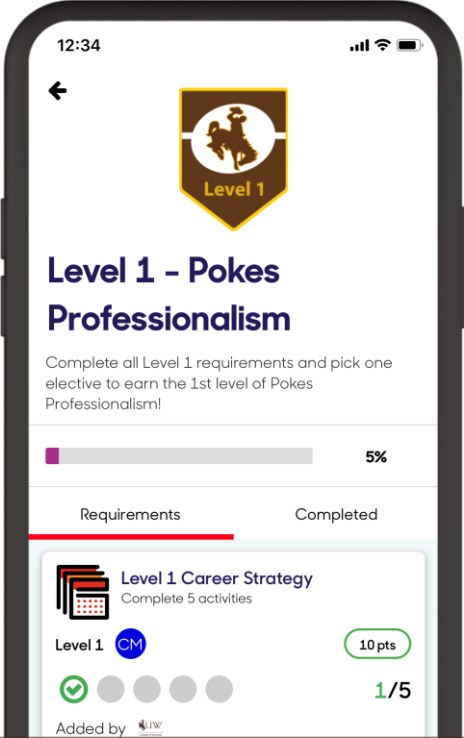 12:34
Level 1
Level 1 - Pokes
Professionalism
Complete all Level 1 requirements and pick one
elective to earn the 1st level of Pokes
Professionalism!
5%
Requirements
Completed
Level 1 Career Strategy
Complete 5 activities
Level 1
CM
10 pts
1/5
Added by
UW